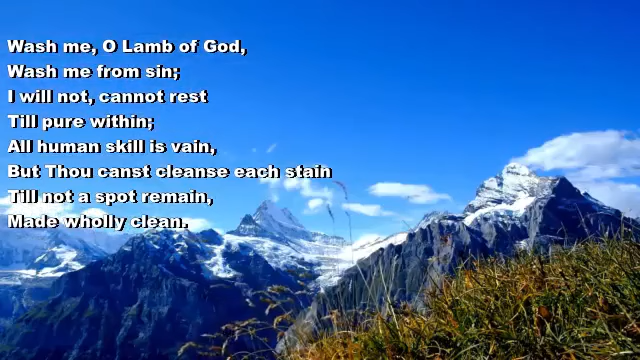 Wash me, O Lamb of God,
Wash me from sin;
I will not, cannot rest
Till pure within;
All human skill is vain,
But Thou canst cleanse each stain
Till not a spot remain,
Made wholly clean.